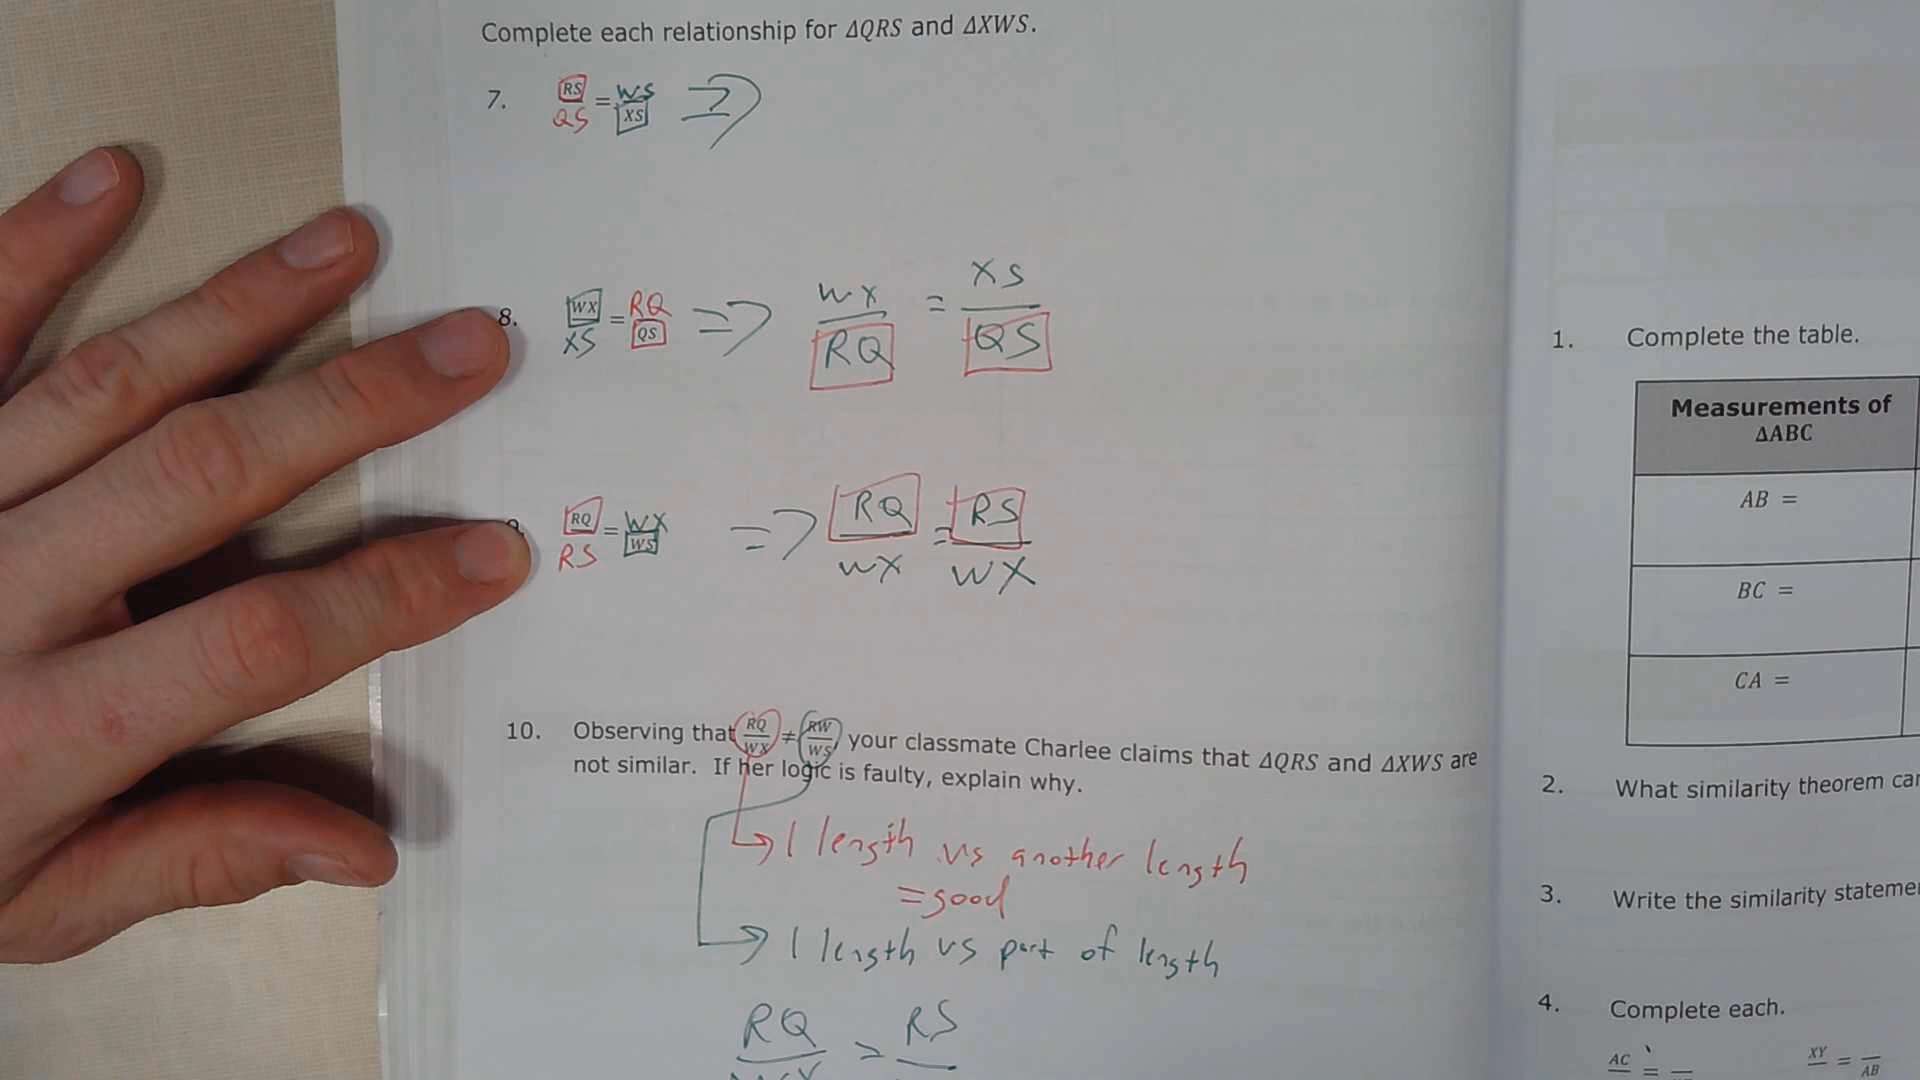 Complete each relationship for ΔQRS and ΔXWS.
7. RS/QS = WS/XS ⇒
8. WX/XS = RQ/QS ⇒ WX/RQ = XS/QS
RQ/RS = WX/WS ⇒ RQ/WX = RS/WX
10. Observing that RQ/WX ≠ RW/WS, your classmate Charlee claims that ΔQRS and ΔXWS are
not similar. If her logic is faulty, explain why.
↳ 1 length vs another length
= good
→ 1 length vs part of length
RQ = RS
1. Complete the table.
Measurements of
ΔABC
AB =
BC =
CA =
2. What similarity theorem
3. Write the similarity
4. Complete each.
AC = XY = /AB